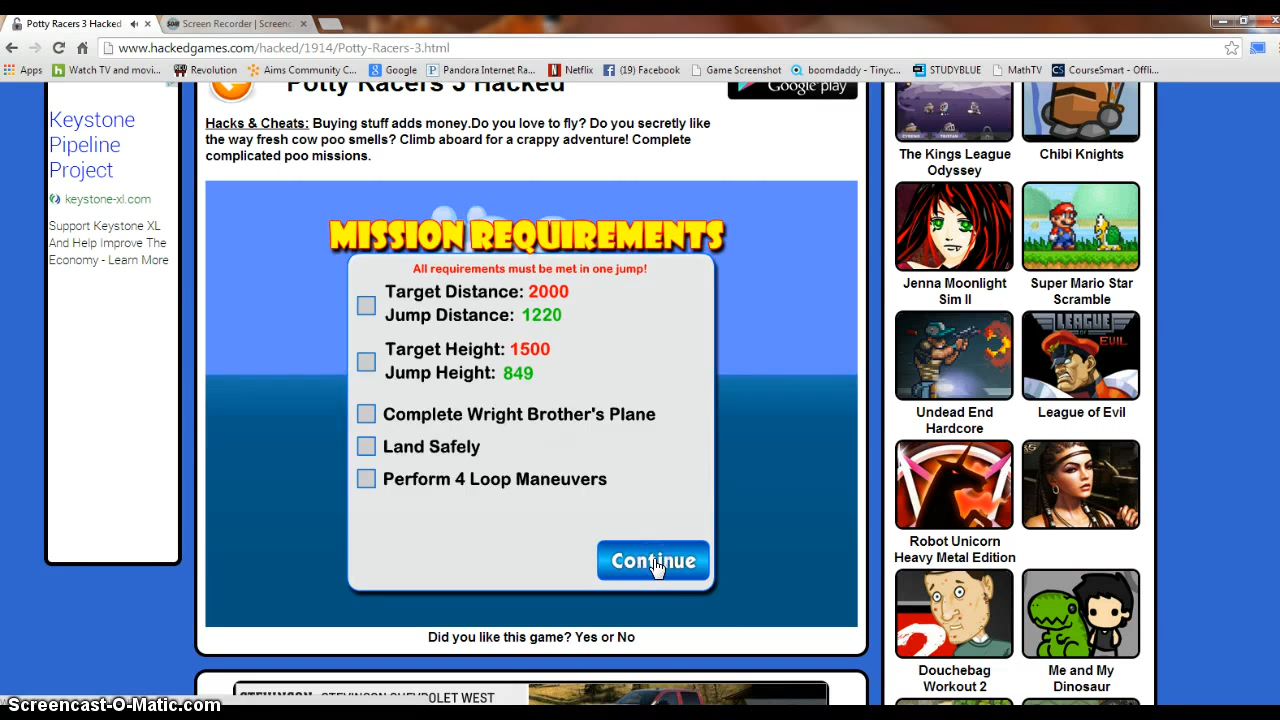 Potty Racers 3 Hacked
Screen Recorder | Screenc
www.hackedgames.com/hacked/1914/Potty-Racers-3.html
Apps
Watch TV and movi...
Revolution
Aims Community C...
Google
Pandora Internet Ra...
Netflix
(19) Facebook
Game Screenshot
boomdaddy - Tinyc...
STUDYBLUE
MathTV
CourseSmart - Offli...
Keystone
Pipeline
Project
keystone-xl.com
Support Keystone XL
And Help Improve The
Economy - Learn More
Potty Racers 3 Hacked
Google play
Hacks & Cheats: Buying stuff adds money.Do you love to fly? Do you secretly like
the way fresh cow poo smells? Climb aboard for a crappy adventure! Complete
complicated poo missions.
MISSION REQUIREMENTS
All requirements must be met in one jump!
Target Distance: 2000
Jump Distance: 1220
Target Height: 1500
Jump Height: 849
Complete Wright Brother's Plane
Land Safely
Perform 4 Loop Maneuvers
Continue
Did you like this game? Yes or No
STEVINSON CHEVROLET WEST
The Kings League
Odyssey
Chibi Knights
Jenna Moonlight
Sim II
Super Mario Star
Scramble
LEAGUE OF
EVIL
Undead End
Hardcore
League of Evil
Robot Unicorn
Heavy Metal Edition
2
Douchebag
Workout 2
Me and My
Dinosaur
Screencast-O-Matic.com